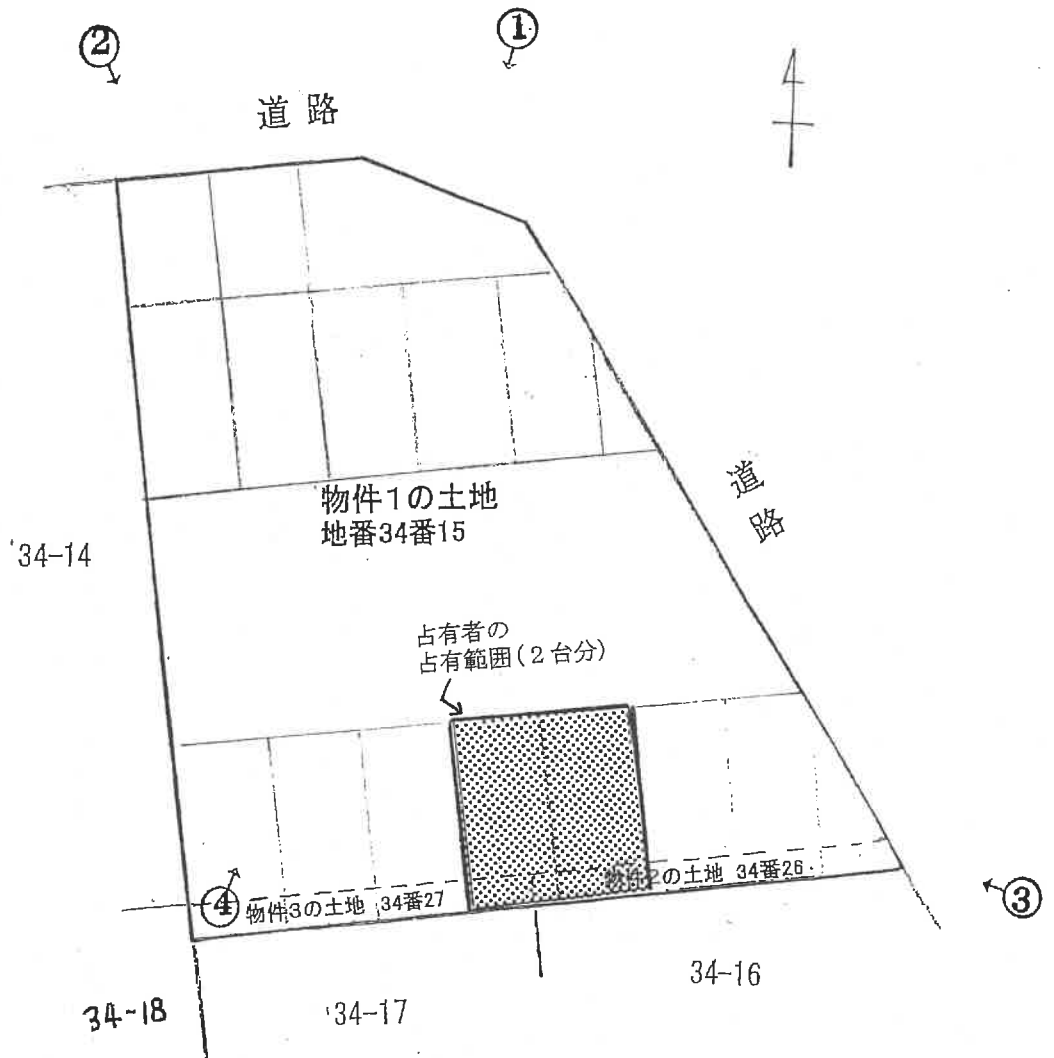 ②
①
道路
物件1の土地
地番34番15
道路
34-14
占有者の
占有範囲(2台分)
物件2の土地 34番26
④
物件3の土地 34番27
③
34-16
34-17
34-18